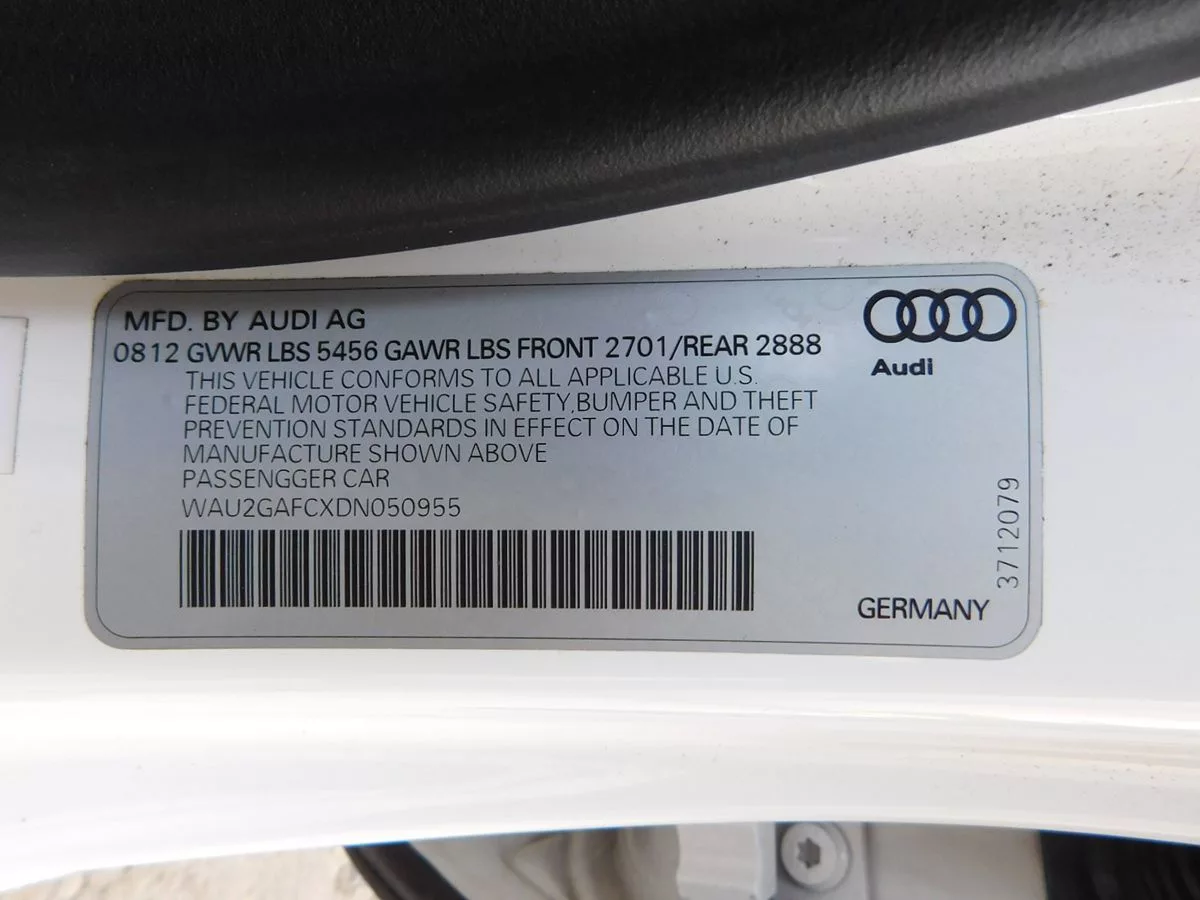 MFD. BY AUDI AG
0812 GVWR LBS 5456 GAWR LBS FRONT 2701/REAR 2888
THIS VEHICLE CONFORMS TO ALL APPLICABLE U.S.
FEDERAL MOTOR VEHICLE SAFETY,BUMPER AND THEFT
PREVENTION STANDARDS IN EFFECT ON THE DATE OF
MANUFACTURE SHOWN ABOVE
PASSENGGER CAR
WAU2GAFCXDN050955
Audi
GERMANY
3712079